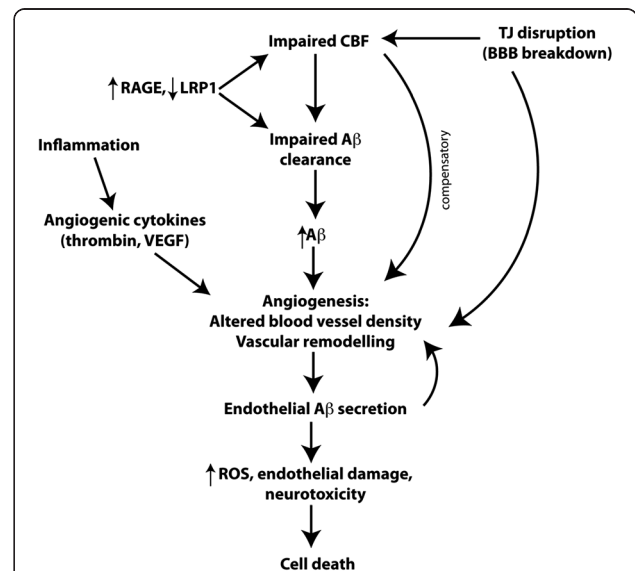 Impaired CBF
TJ disruption
(BBB breakdown)
↑ RAGE, ↓ LRP1
Impaired Aβ
clearance
compensatory
Inflammation
Angiogenic cytokines
(thrombin, VEGF)
↑Aβ
Angiogenesis:
Altered blood vessel density
Vascular remodelling
Endothelial Aβ secretion
↑ ROS, endothelial damage,
neurotoxicity
Cell death